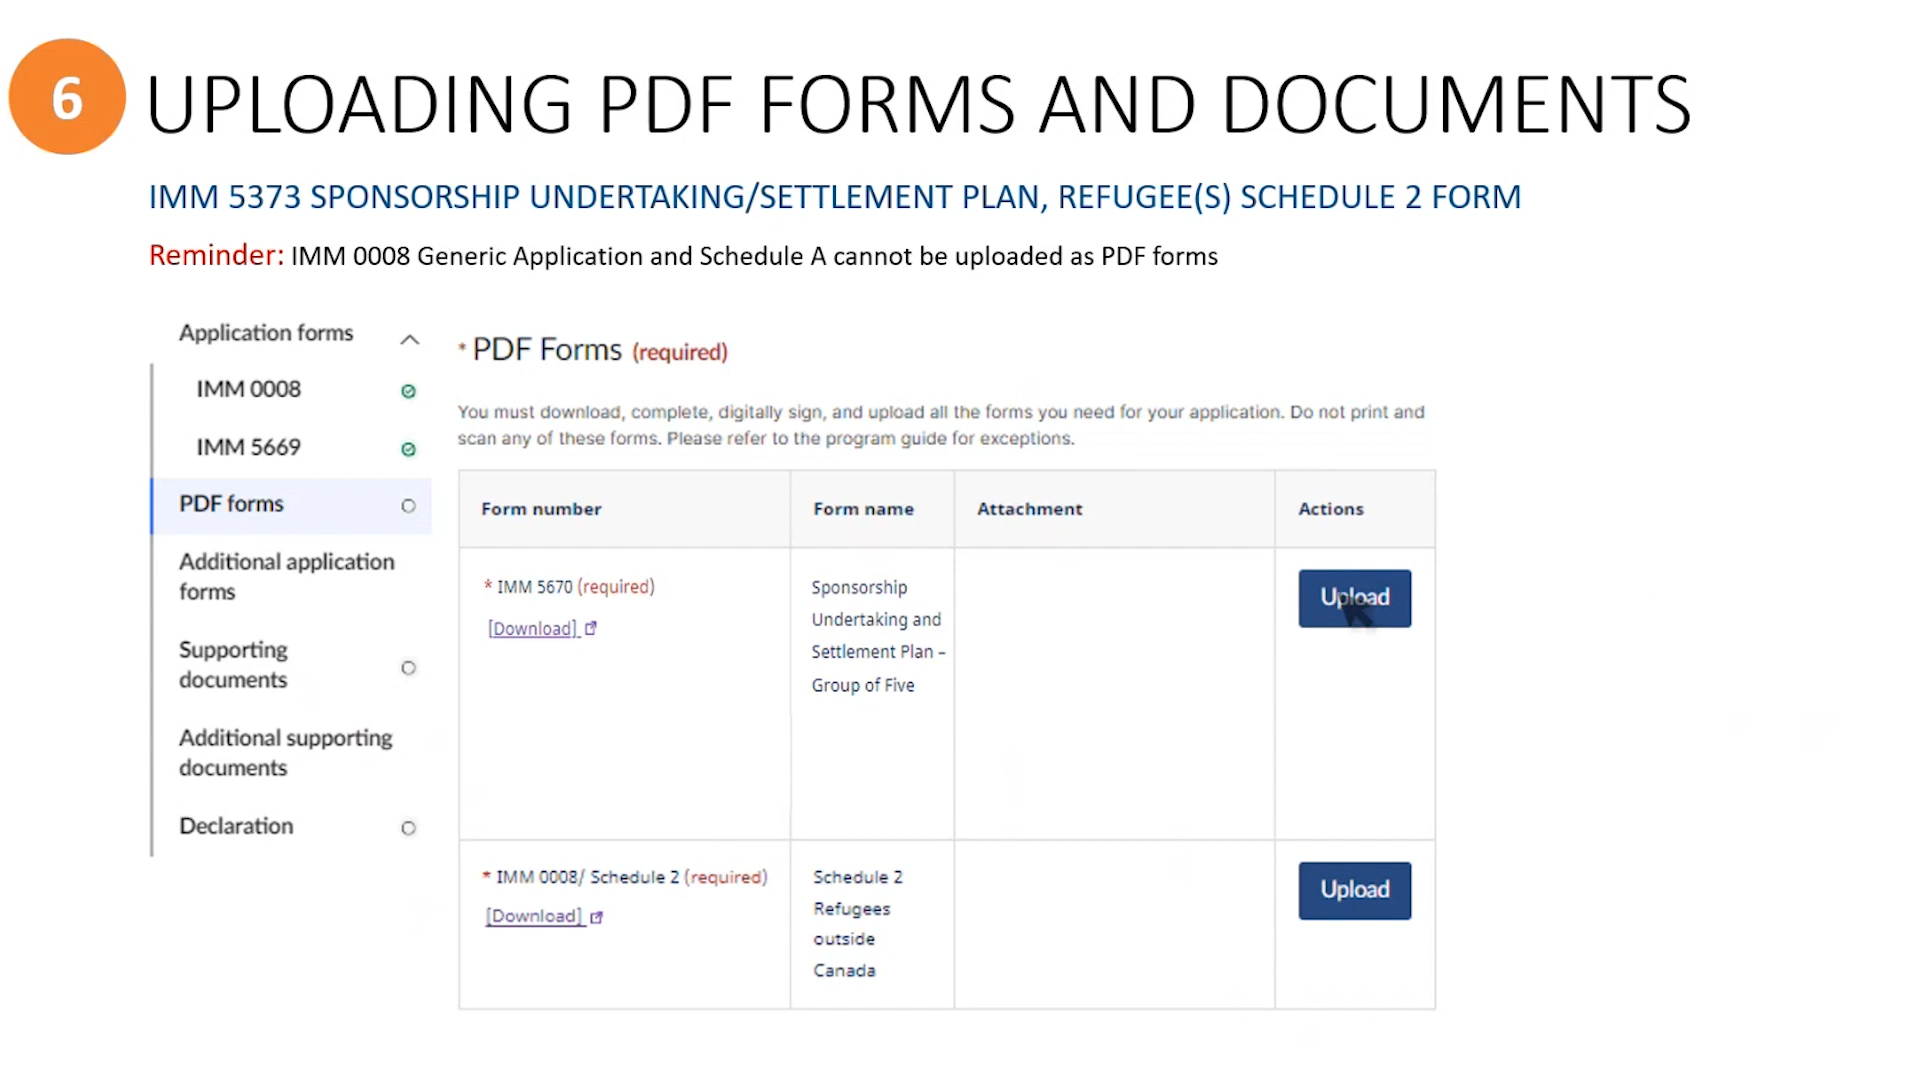 6
UPLOADING PDF FORMS AND DOCUMENTS
IMM 5373 SPONSORSHIP UNDERTAKING/SETTLEMENT PLAN, REFUGEE(S) SCHEDULE 2 FORM
Reminder: IMM 0008 Generic Application and Schedule A cannot be uploaded as PDF forms
Application forms
IMM 0008
IMM 5669
PDF forms
Additional application
forms
Supporting
documents
Additional supporting
documents
Declaration
* PDF Forms (required)
You must download, complete, digitally sign, and upload all the forms you need for your application. Do not print and
scan any of these forms. Please refer to the program guide for exceptions.
Form number
Form name
Attachment
Actions
* IMM 5670 (required)
[Download]
Sponsorship
Undertaking and
Settlement Plan –
Group of Five
Upload
* IMM 0008/ Schedule 2 (required)
[Download]
Schedule 2
Refugees
outside
Canada
Upload